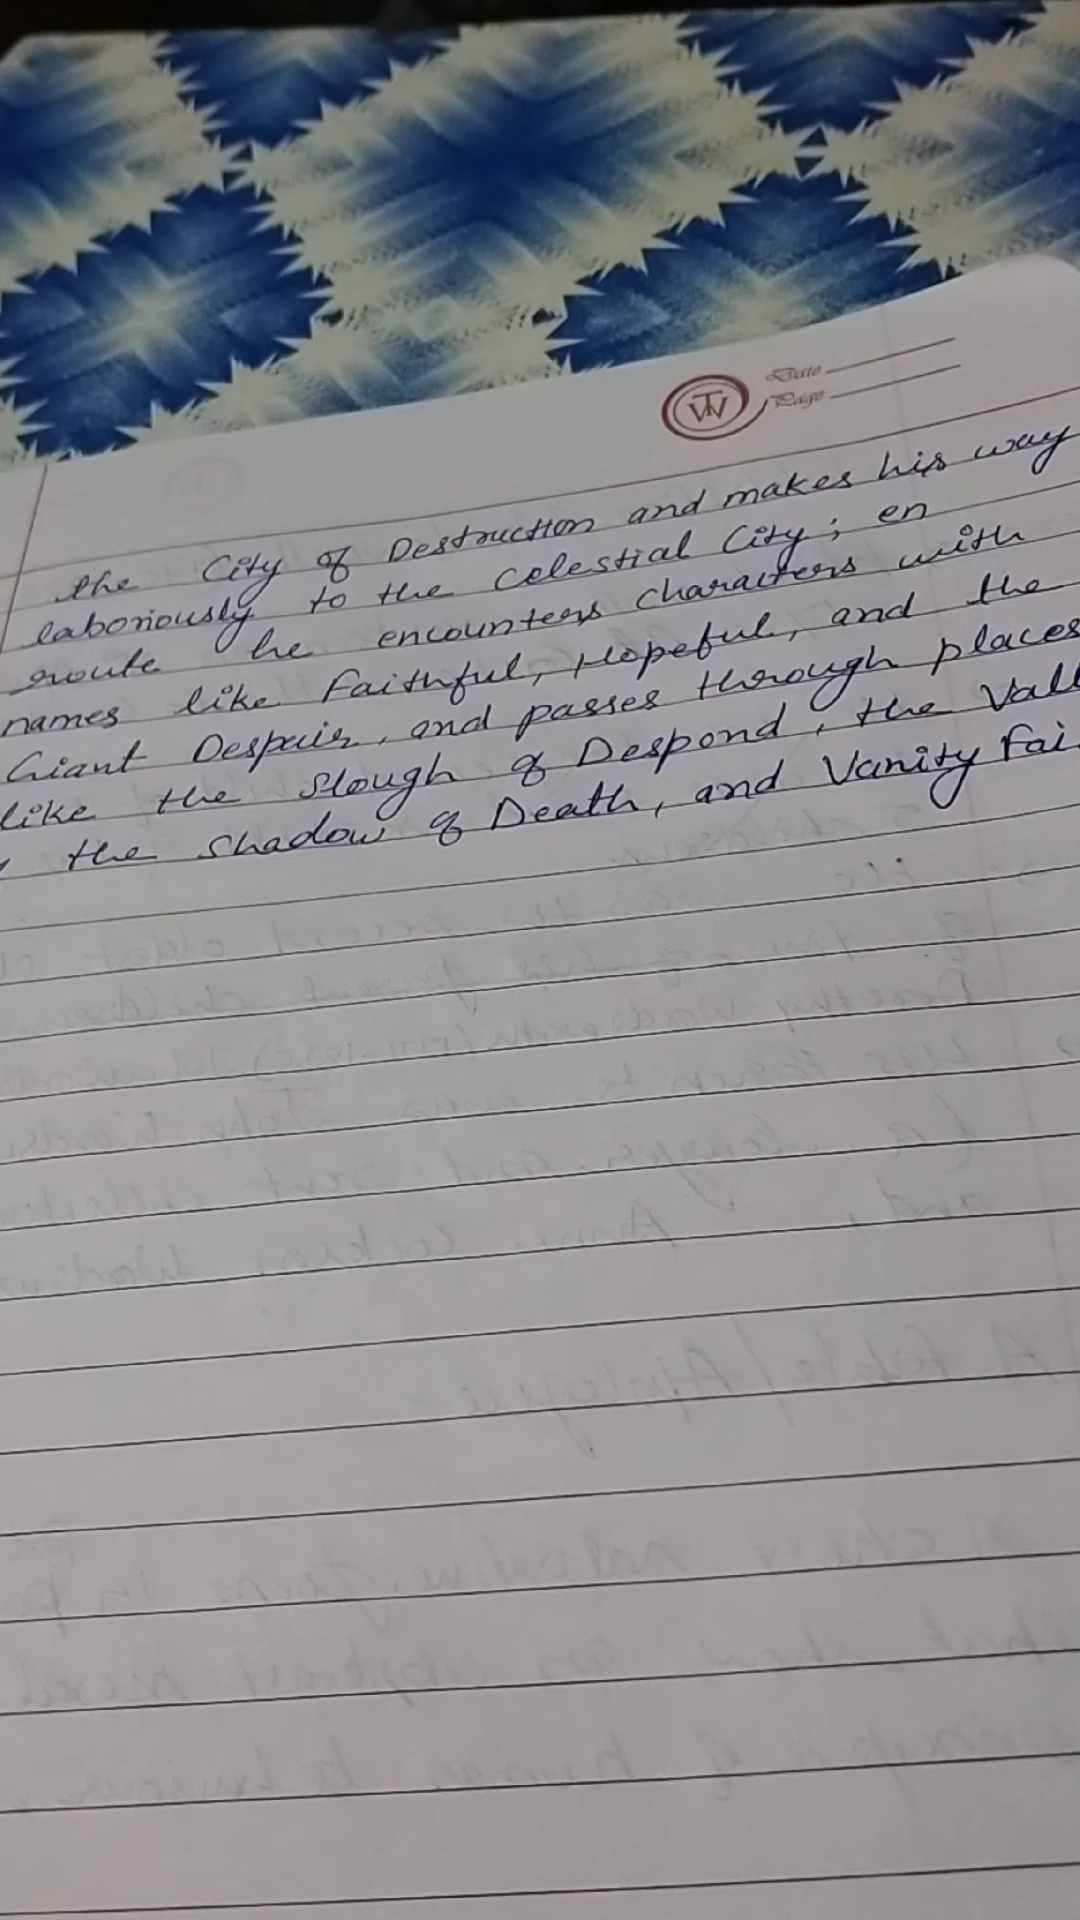 Date
Page
the City of Destruction and makes his way
laboriously to the Celestial City; en
route he encounters characters with
names like Faithful, Hopeful, and the
Giant Despair, and passes through places
like the Slough of Despond, the Vall
the Shadow of Death, and Vanity Fai